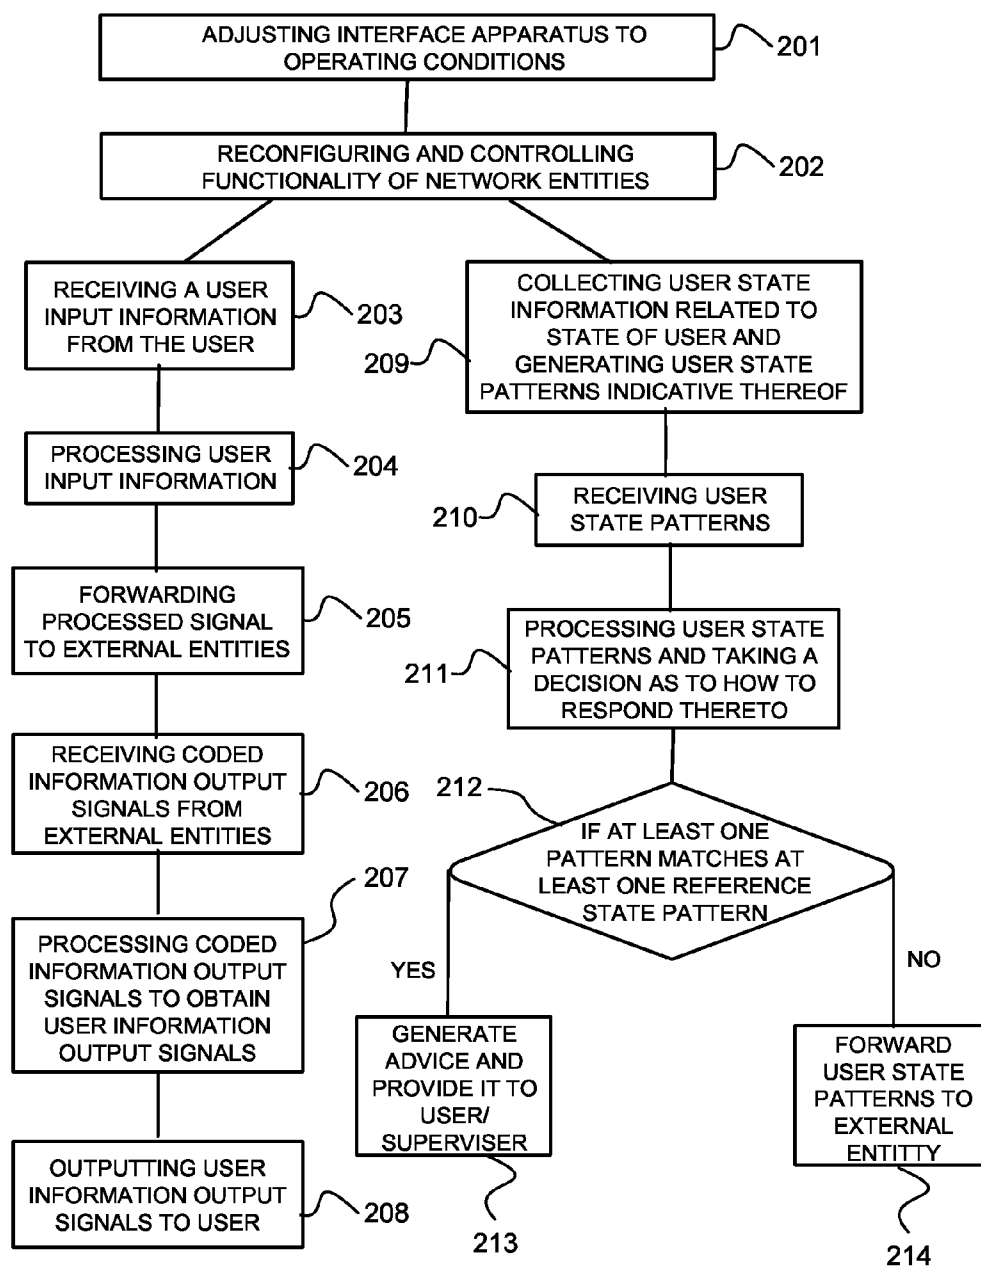 ADJUSTING INTERFACE APPARATUS TO
OPERATING CONDITIONS
201
RECONFIGURING AND CONTROLLING
FUNCTIONALITY OF NETWORK ENTITIES
202
RECEIVING A USER
INPUT INFORMATION
FROM THE USER
203
PROCESSING USER
INPUT INFORMATION
204
FORWARDING
PROCESSED SIGNAL
TO EXTERNAL ENTITIES
205
RECEIVING CODED
INFORMATION OUTPUT
SIGNALS FROM
EXTERNAL ENTITIES
206
207
PROCESSING CODED
INFORMATION OUTPUT
SIGNALS TO OBTAIN
USER INFORMATION
OUTPUT SIGNALS
OUTPUTTING USER
INFORMATION OUTPUT
SIGNALS TO USER
208
COLLECTING USER STATE
INFORMATION RELATED TO
STATE OF USER AND
GENERATING USER STATE
PATTERNS INDICATIVE THEREOF
209
RECEIVING USER
STATE PATTERNS
210
PROCESSING USER STATE
PATTERNS AND TAKING A
DECISION AS TO HOW TO
RESPOND THERETO
211
212
IF AT LEAST ONE
PATTERN MATCHES AT
LEAST ONE REFERENCE
STATE PATTERN
YES
NO
GENERATE
ADVICE AND
PROVIDE IT TO
USER/
SUPERVISER
213
FORWARD
USER STATE
PATTERNS TO
EXTERNAL
ENTITTY
214